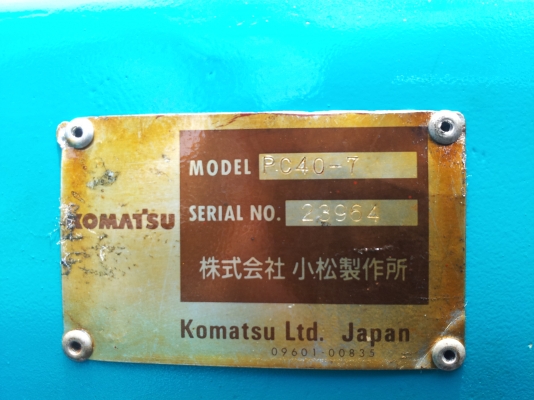 MODEL PC40-7
KOMATSU
SERIAL NO. 23964
株式会社 小松製作所
Komatsu Ltd. Japan
09601-00835